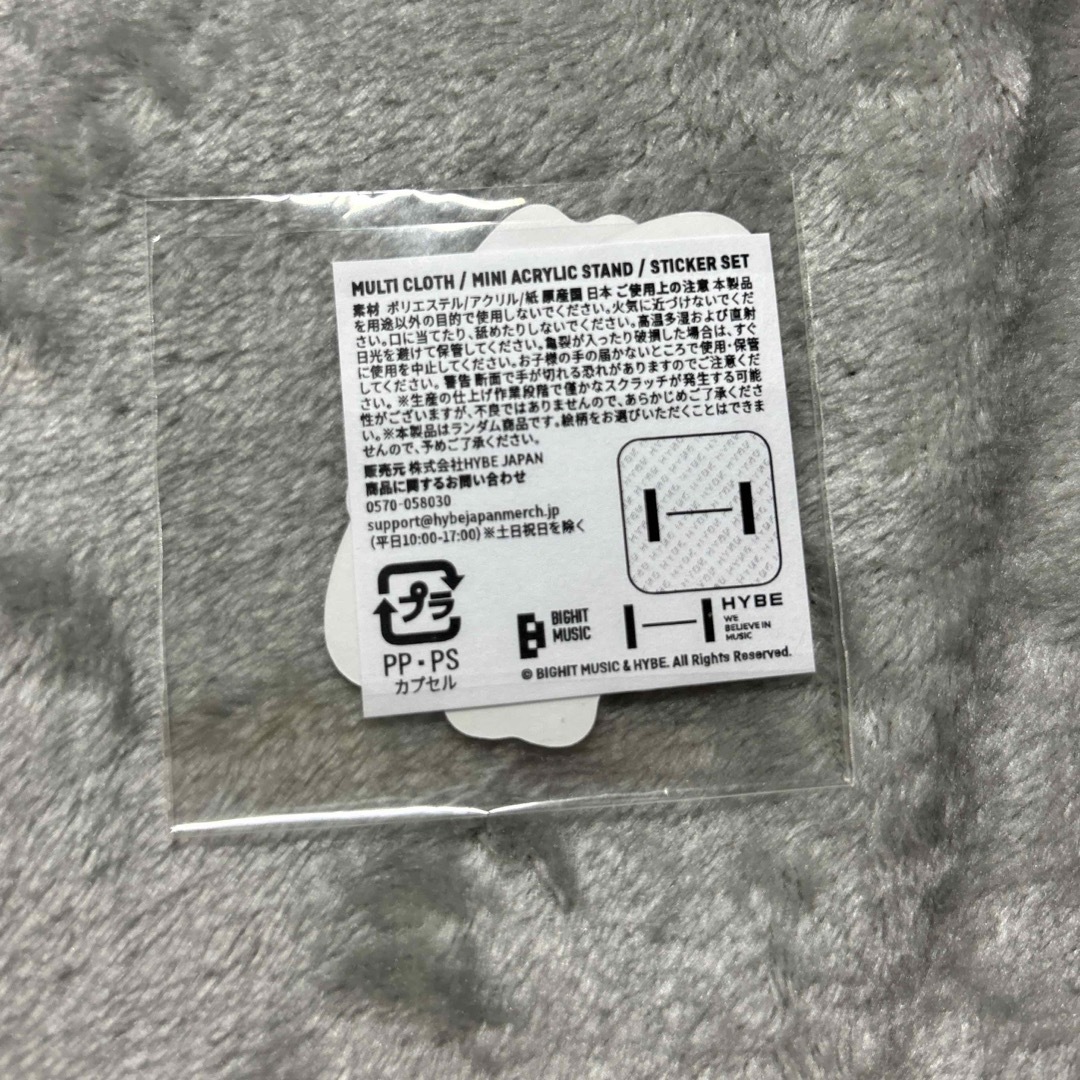 MULTI CLOTH / MINI ACRYLIC STAND / STICKER SET
素材 ポリエステル/アクリル/紙 原産国 日本 ご使用上の注意 本製品
を用途以外の目的で使用しないでください。火気に近づけないでくだ
さい。口に当てたり、舐めたりしないでください。高温多湿および直射
日光を避けて保管してください。亀裂が入ったり破損した場合は、すぐ
に使用を中止してください。お子様の手の届かないところで使用・保管
してください。 警告 断面で手が切れる恐れがありますのでご注意くだ
さい。 ※生産の仕上げ作業段階で僅かなスクラッチが発生する可能
性がございますが、不良ではありませんので、あらかじめご了承くださ
い。※本製品はランダム商品です。絵柄をお選びいただくことはできま
せんので、予めご了承ください。
販売元 株式会社HYBE JAPAN
商品に関するお問い合わせ
0570-058030
support@hybejapanmerch.jp
(平日10:00-17:00) ※土日祝日を除く
プラ
PP・PS
カプセル
BIGHIT
MUSIC
HYBE
WE
BELIEVE IN
MUSIC
© BIGHIT MUSIC & HYBE. All Rights Reserved.